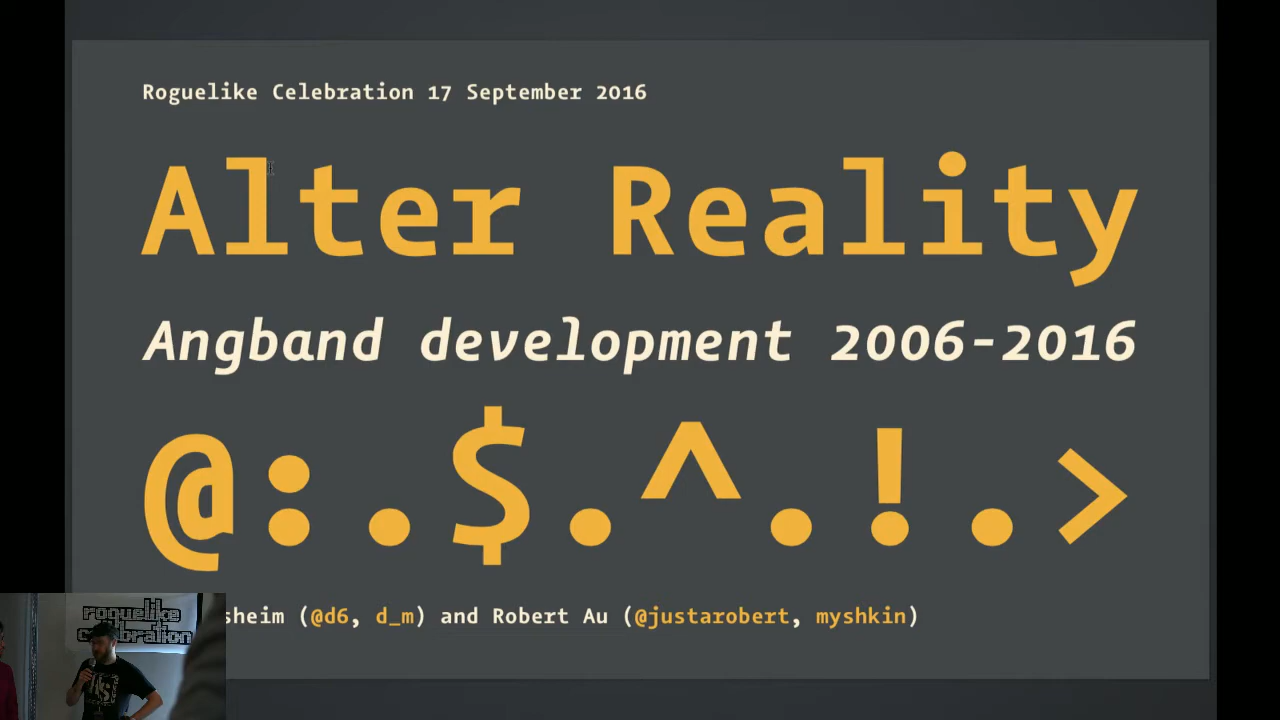 Roguelike Celebration 17 September 2016
Alter Reality
Angband development 2006-2016
@:.$.^.!.>
sheim (@d6, d_m) and Robert Au (@justarobert, myshkin)
roguelike
celebration